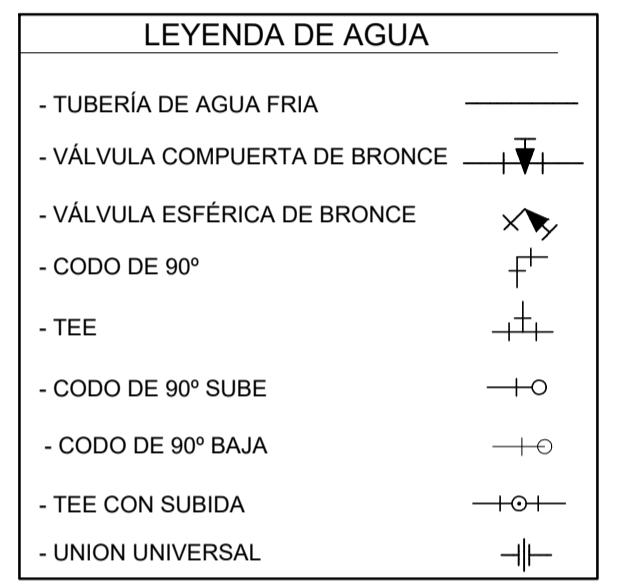 LEYENDA DE AGUA
- TUBERÍA DE AGUA FRIA
- VÁLVULA COMPUERTA DE BRONCE
- VÁLVULA ESFÉRICA DE BRONCE
- CODO DE 90º
- TEE
- CODO DE 90º SUBE
- CODO DE 90º BAJA
- TEE CON SUBIDA
- UNION UNIVERSAL